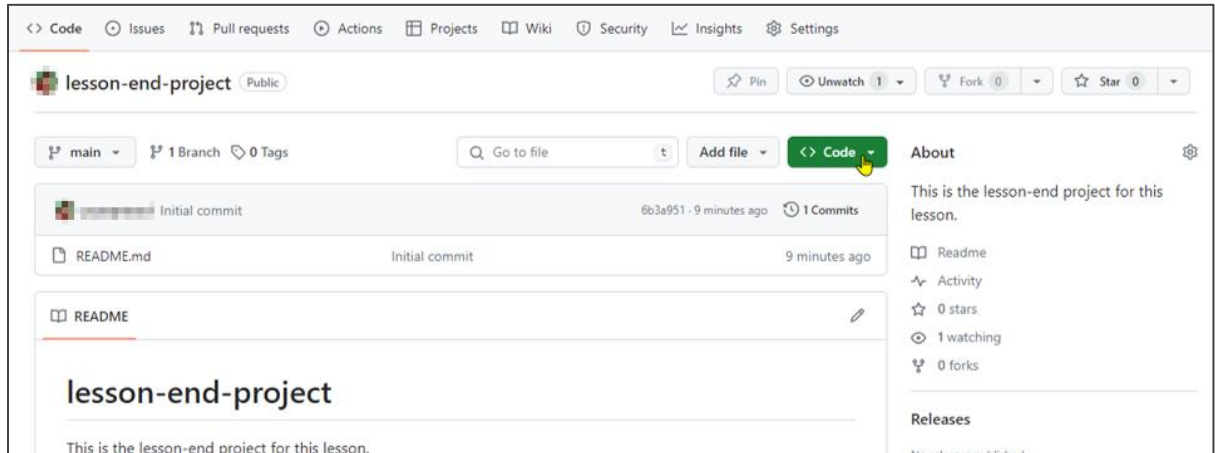 Code Issues Pull requests Actions Projects Wiki Security Insights Settings
lesson-end-project Public Pin Unwatch 1 Fork 0 Star 0
main 1 Branch 0 Tags Go to file t Add file Code
Initial commit 6b3a951 · 9 minutes ago 1 Commits
README.md Initial commit 9 minutes ago
README
lesson-end-project
This is the lesson-end project for this lesson.
About
This is the lesson-end project for this
lesson.
Readme
Activity
0 stars
1 watching
0 forks
Releases